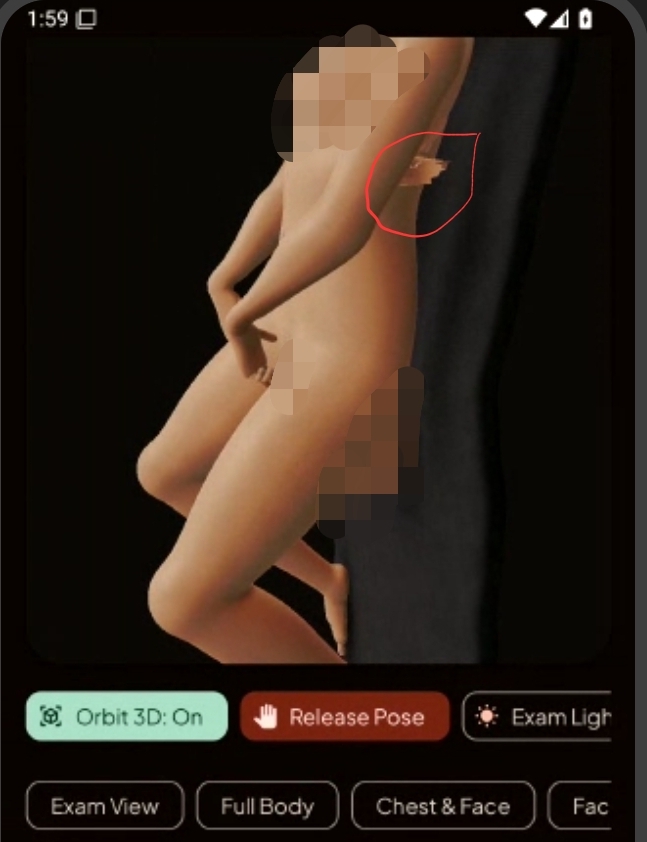 1:59
Orbit 3D: On
Release Pose
Exam Ligh
Exam View
Full Body
Chest & Face
Fac